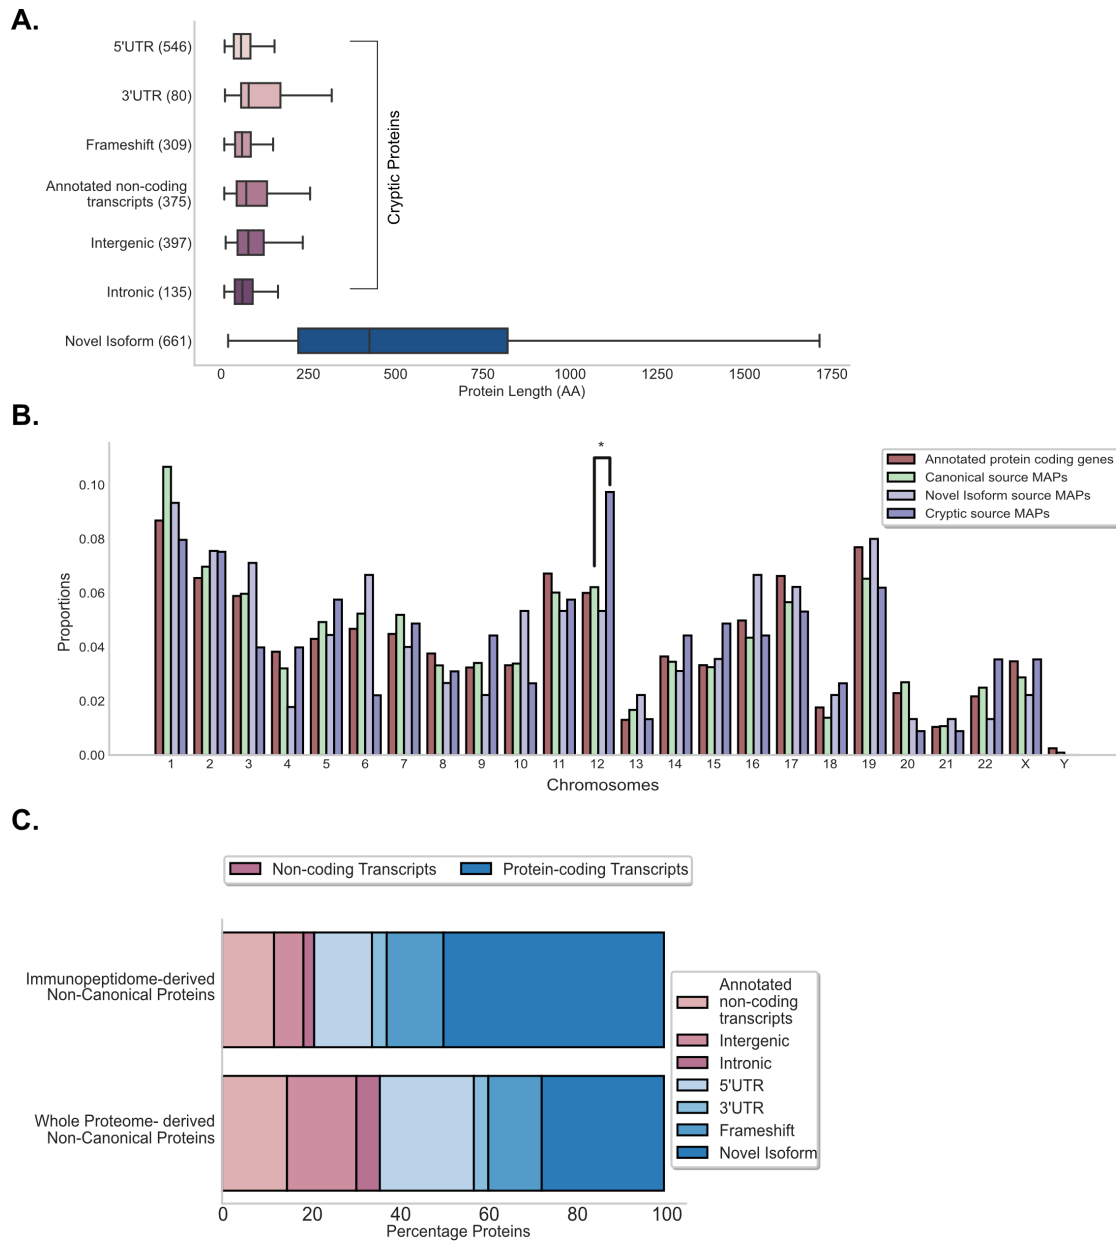 A.
5'UTR (546)
3'UTR (80)
Frameshift (309)
Annotated non-coding
transcripts (375)
Intergenic (397)
Intronic (135)
Novel Isoform (661)
Cryptic Proteins
0 250 500 750 1000 1250 1500 1750
Protein Length (AA)
B.
*
Annotated protein coding genes
Canonical source MAPs
Novel Isoform source MAPs
Cryptic source MAPs
0.10
0.08
0.06
0.04
0.02
0.00
Proportions
1 2 3 4 5 6 7 8 9 10 11 12 13 14 15 16 17 18 19 20 21 22 X Y
Chromosomes
C.
Non-coding Transcripts Protein-coding Transcripts
Immunopeptidome-derived
Non-Canonical Proteins
Whole Proteome- derived
Non-Canonical Proteins
Annotated
non-coding
transcripts
Intergenic
Intronic
5'UTR
3'UTR
Frameshift
Novel Isoform
0 20 40 60 80 100
Percentage Proteins